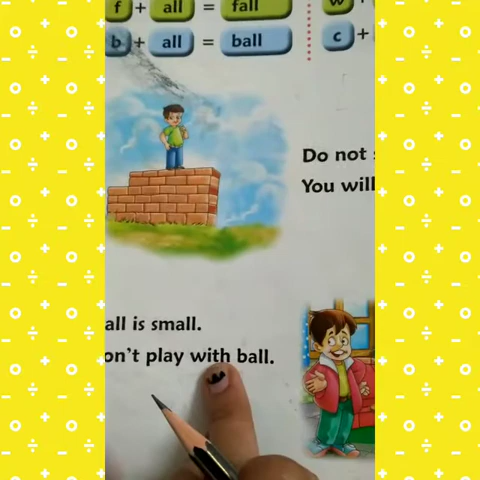 f + all = fall
b + all = ball
c +
Do not
You will
all is small.
on't play with ball.